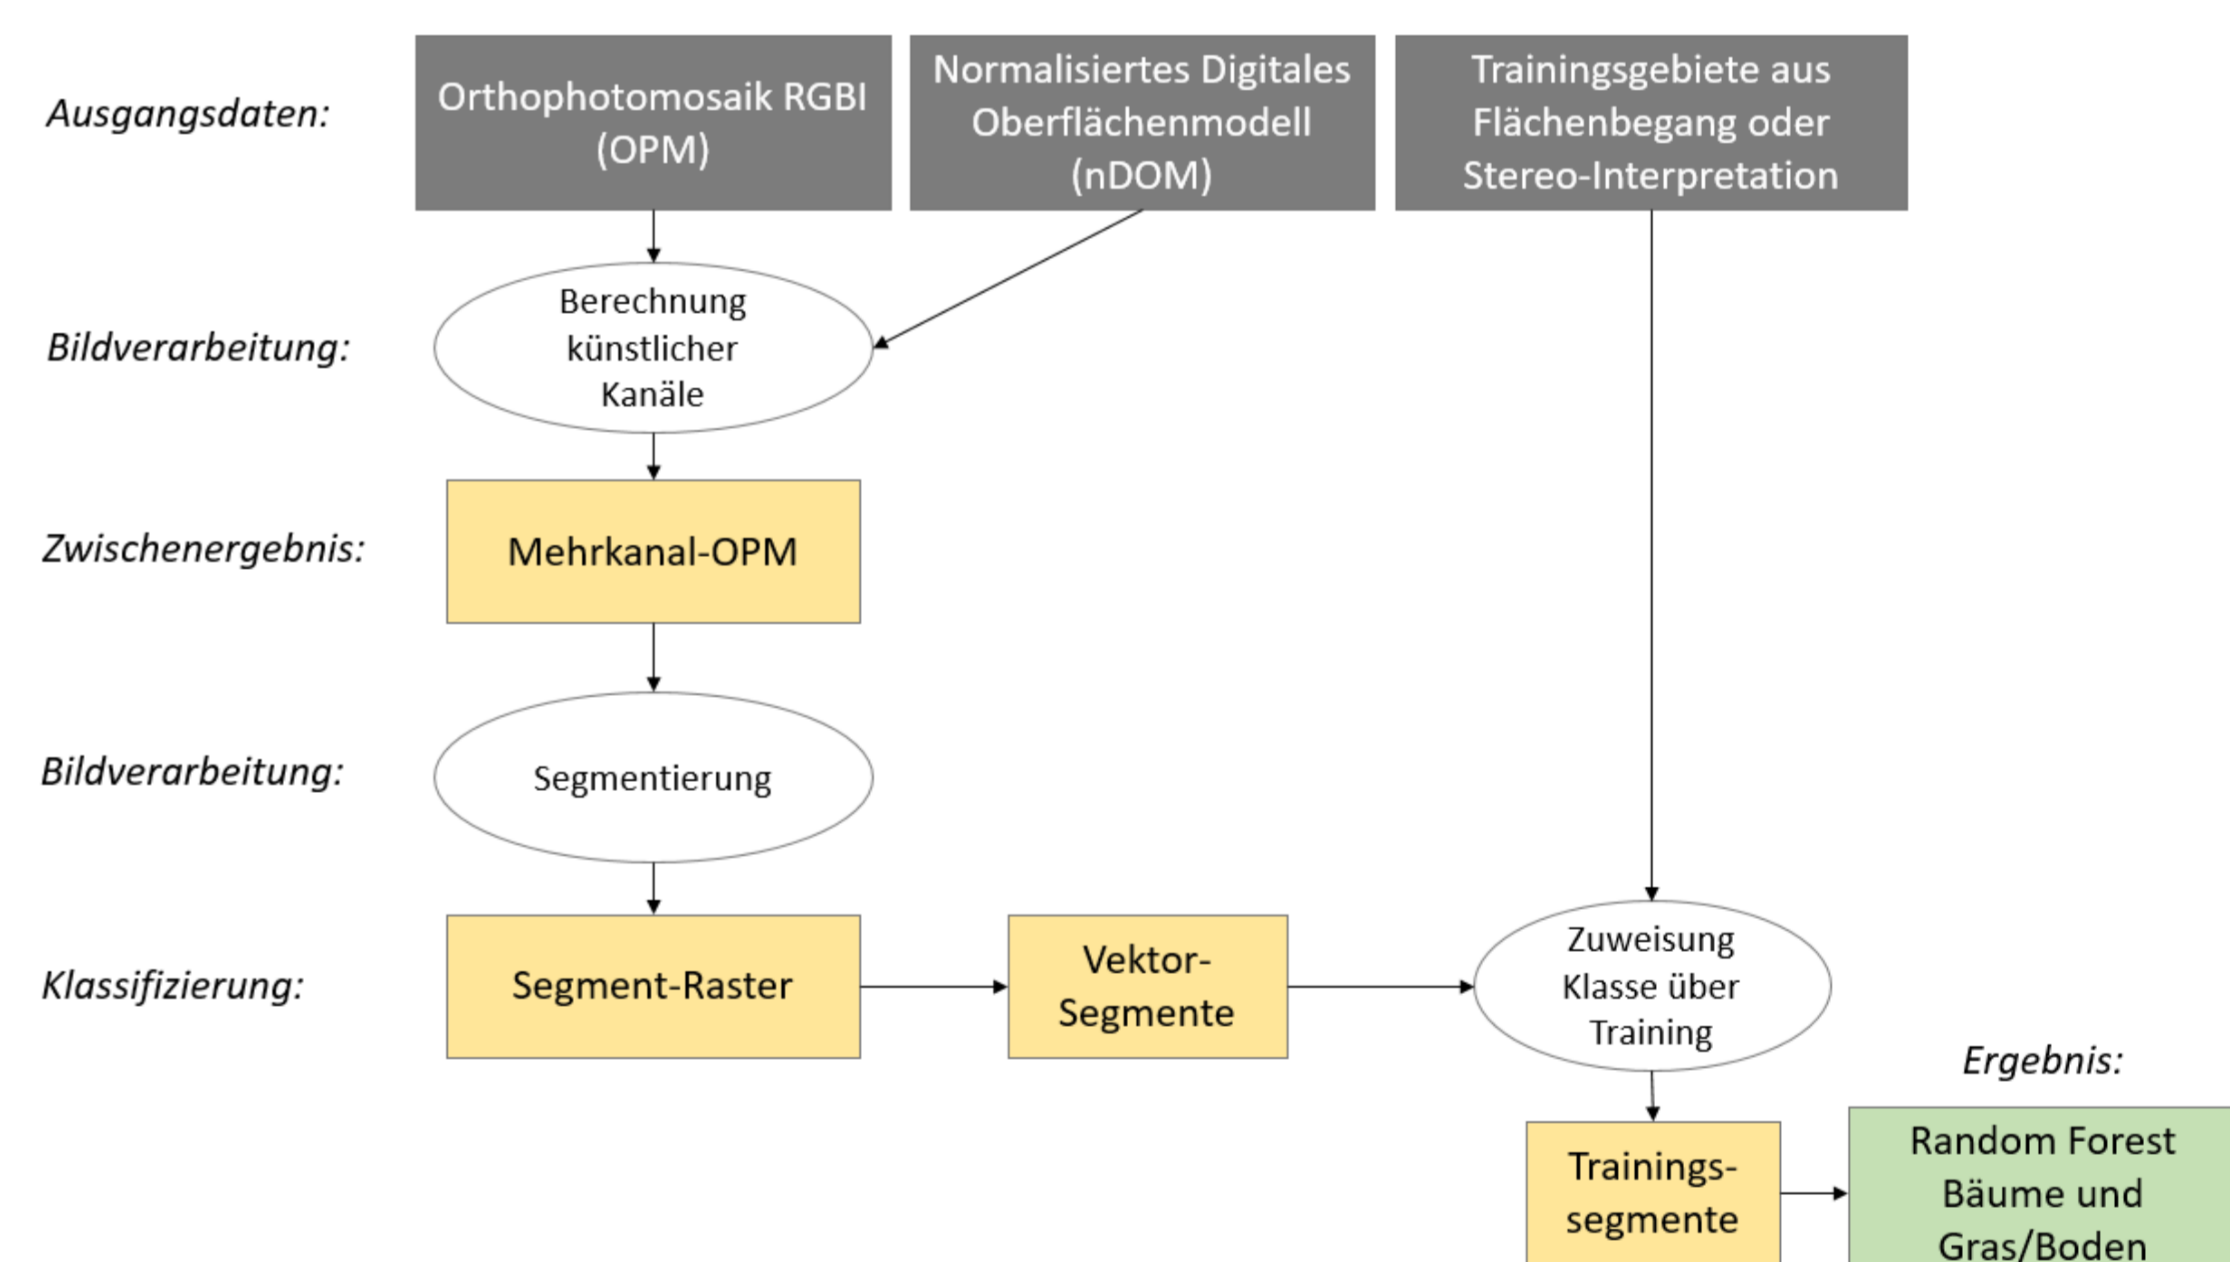 Ausgangsdaten:
Orthophotomosaik RGBI
(OPM)
Normalisiertes Digitales
Oberflächenmodell
(nDOM)
Trainingsgebiete aus
Flächenbegang oder
Stereo-Interpretation
Bildverarbeitung:
Berechnung
künstlicher
Kanäle
Zwischenergebnis:
Mehrkanal-OPM
Bildverarbeitung:
Segmentierung
Klassifizierung:
Segment-Raster
Vektor-
Segmente
Zuweisung
Klasse über
Training
Trainings-
segmente
Ergebnis:
Random Forest
Bäume und
Gras/Boden